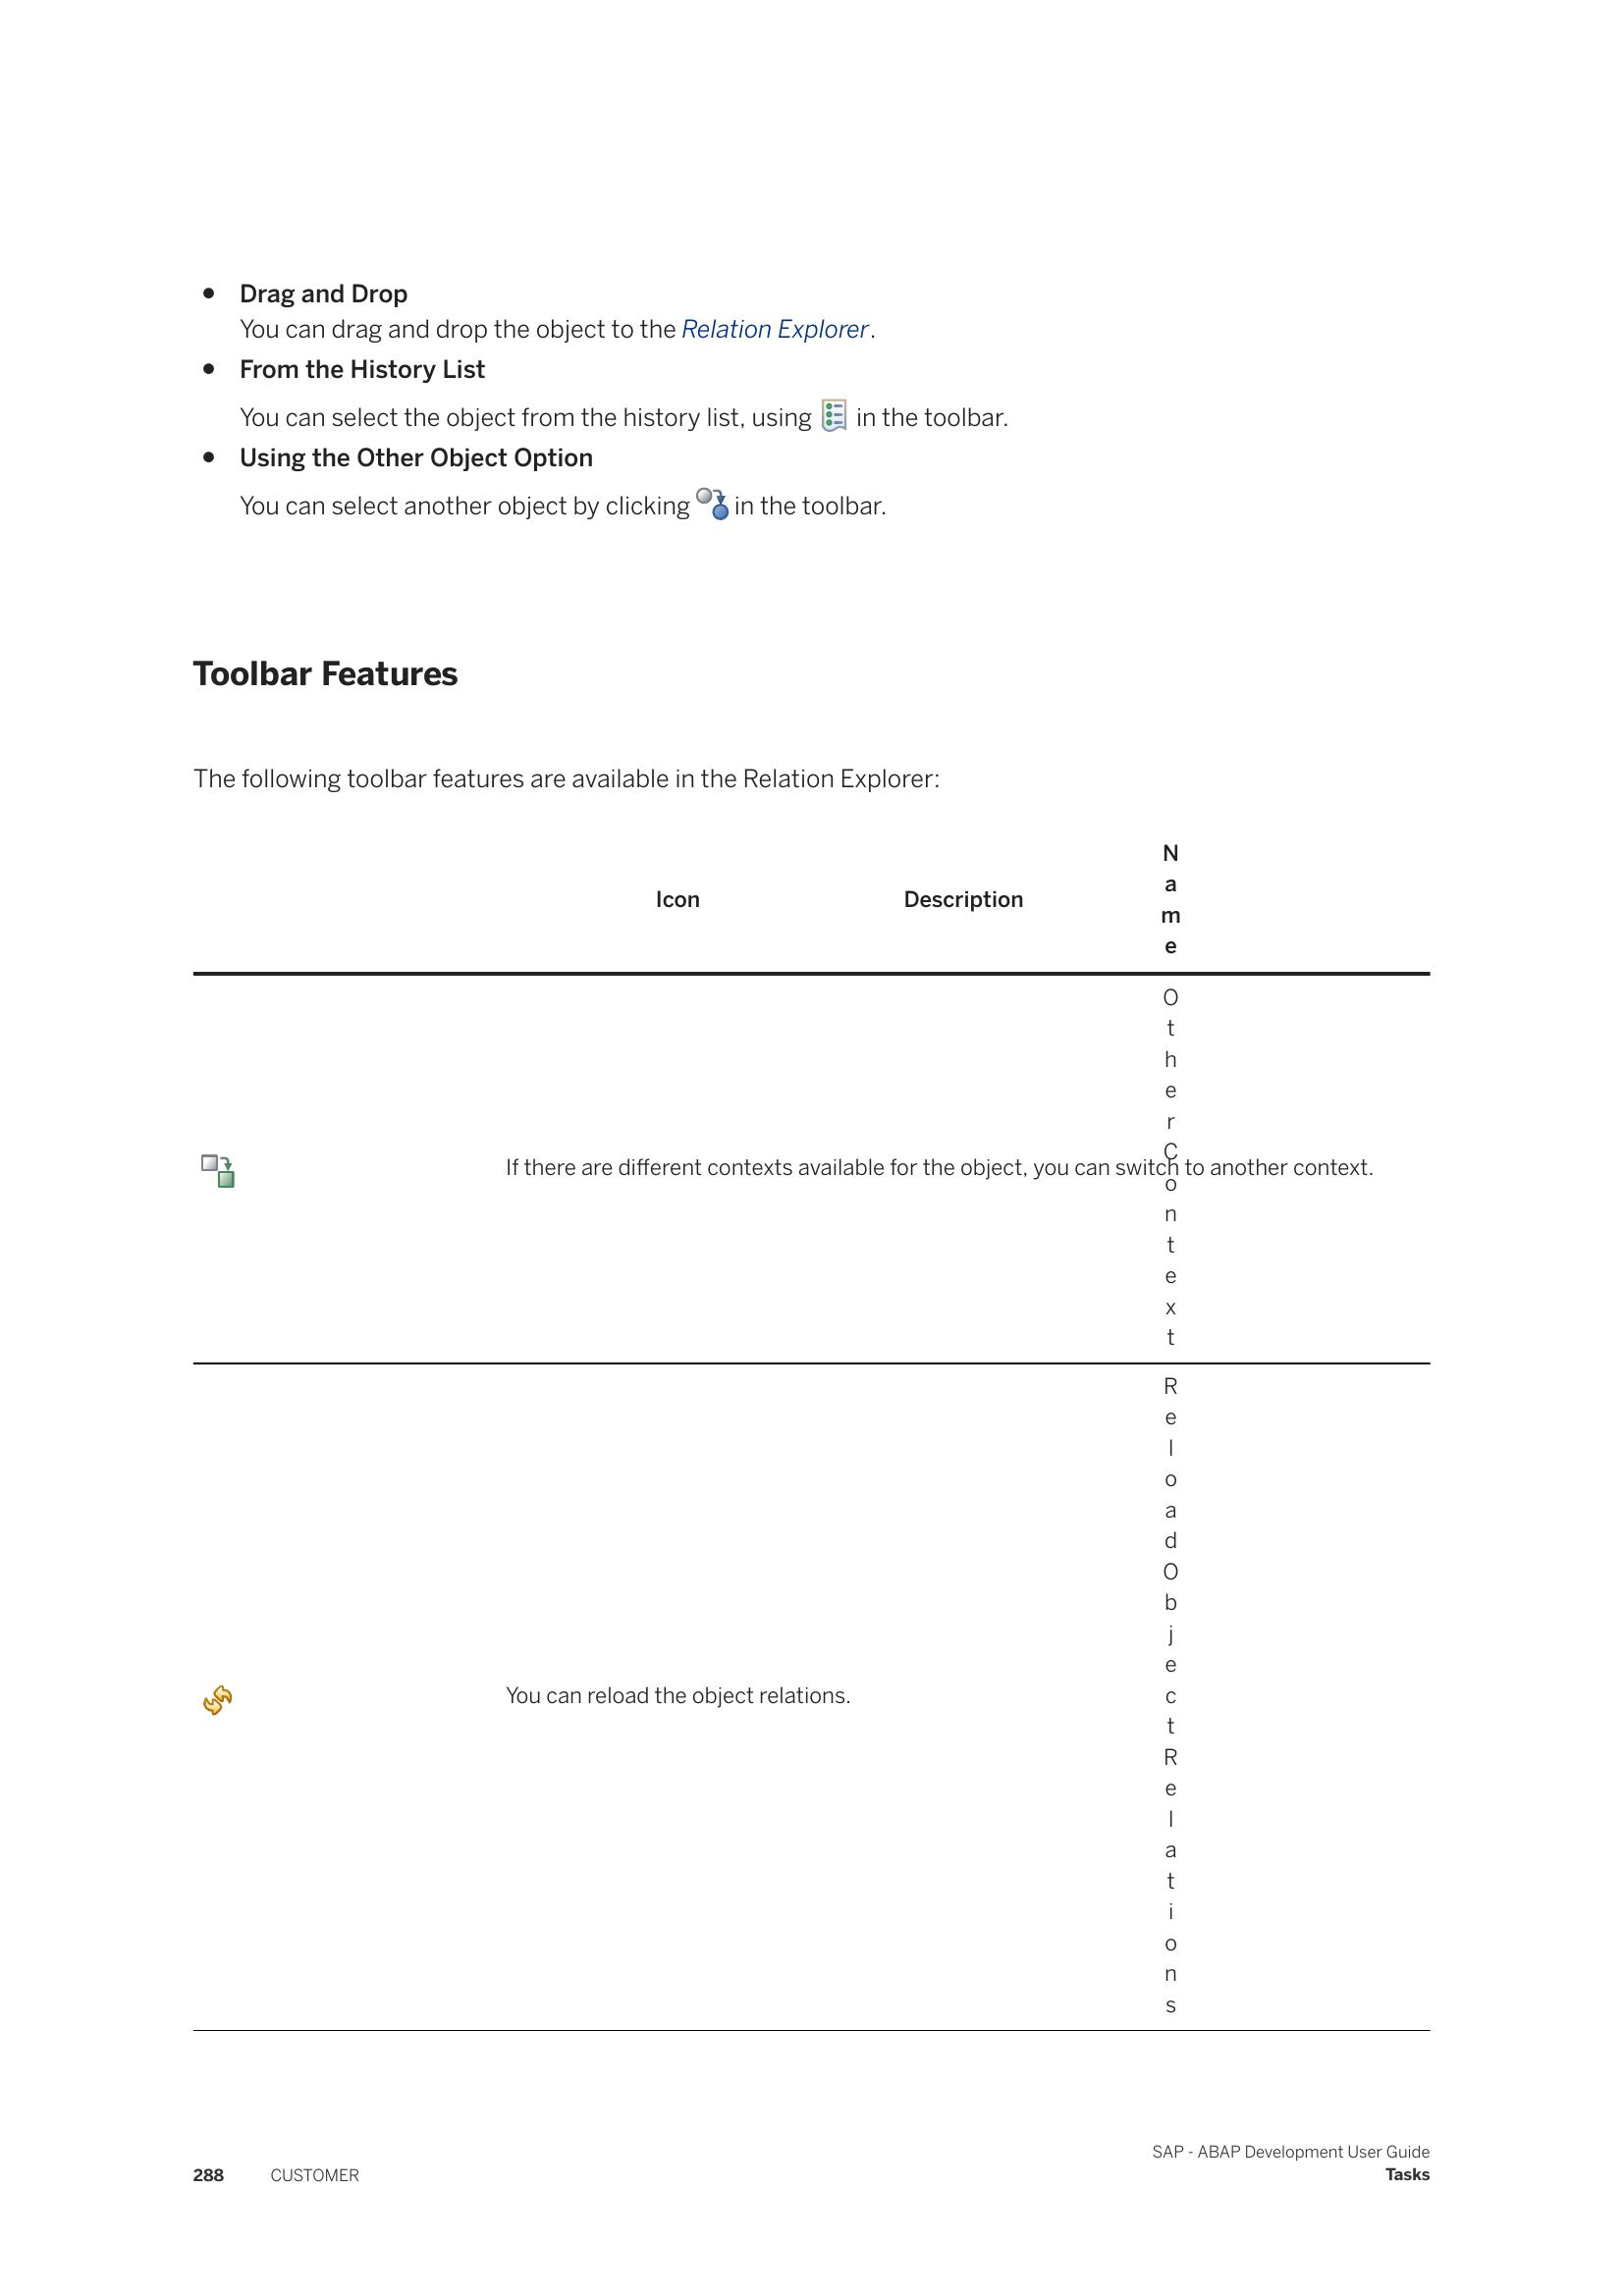 • Drag and Drop
You can drag and drop the object to the Relation Explorer.
• From the History List
You can select the object from the history list, using in the toolbar.
• Using the Other Object Option
You can select another object by clicking in the toolbar.
Toolbar Features
The following toolbar features are available in the Relation Explorer:
Icon Description Name
If there are different contexts available for the object, you can switch to another context.
Other Context
You can reload the object relations.
Reload Object Relations
SAP - ABAP Development User Guide
288 CUSTOMER Tasks